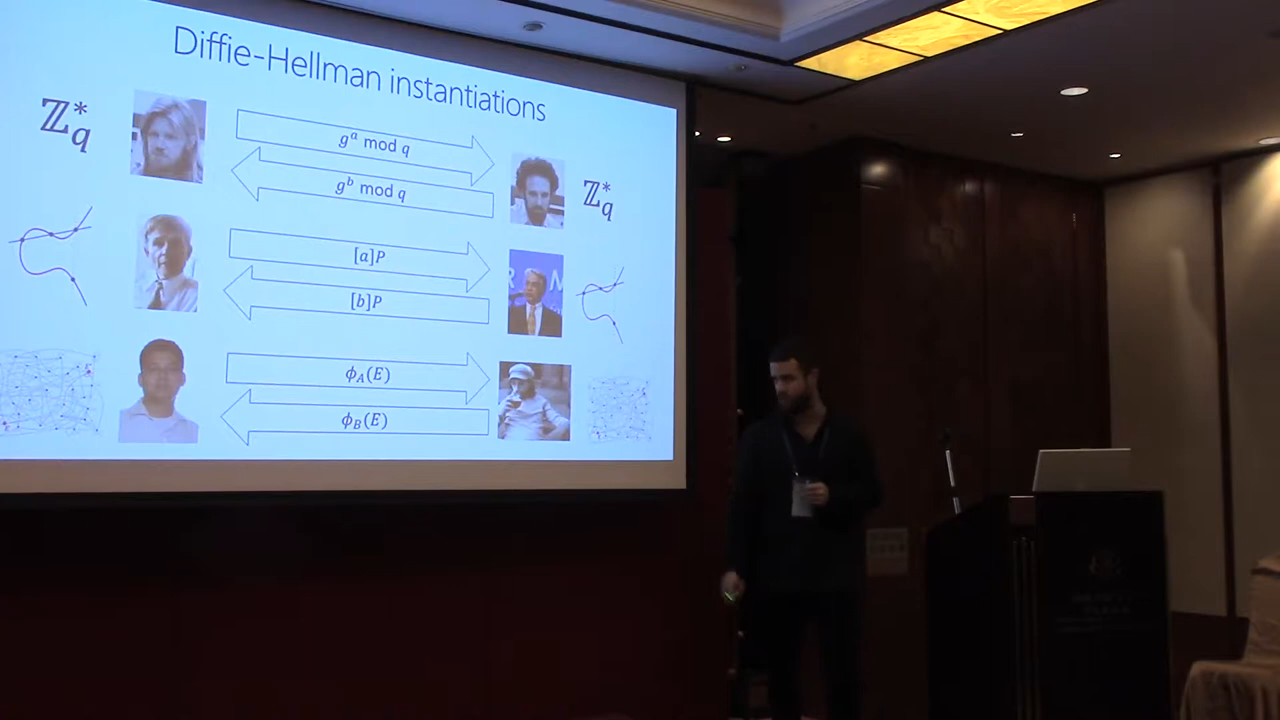 Diffie-Hellman instantiations
ℤ*q
g^a mod q
g^b mod q
ℤ*q
[a]P
[b]P
R M
ϕ_A(E)
ϕ_B(E)